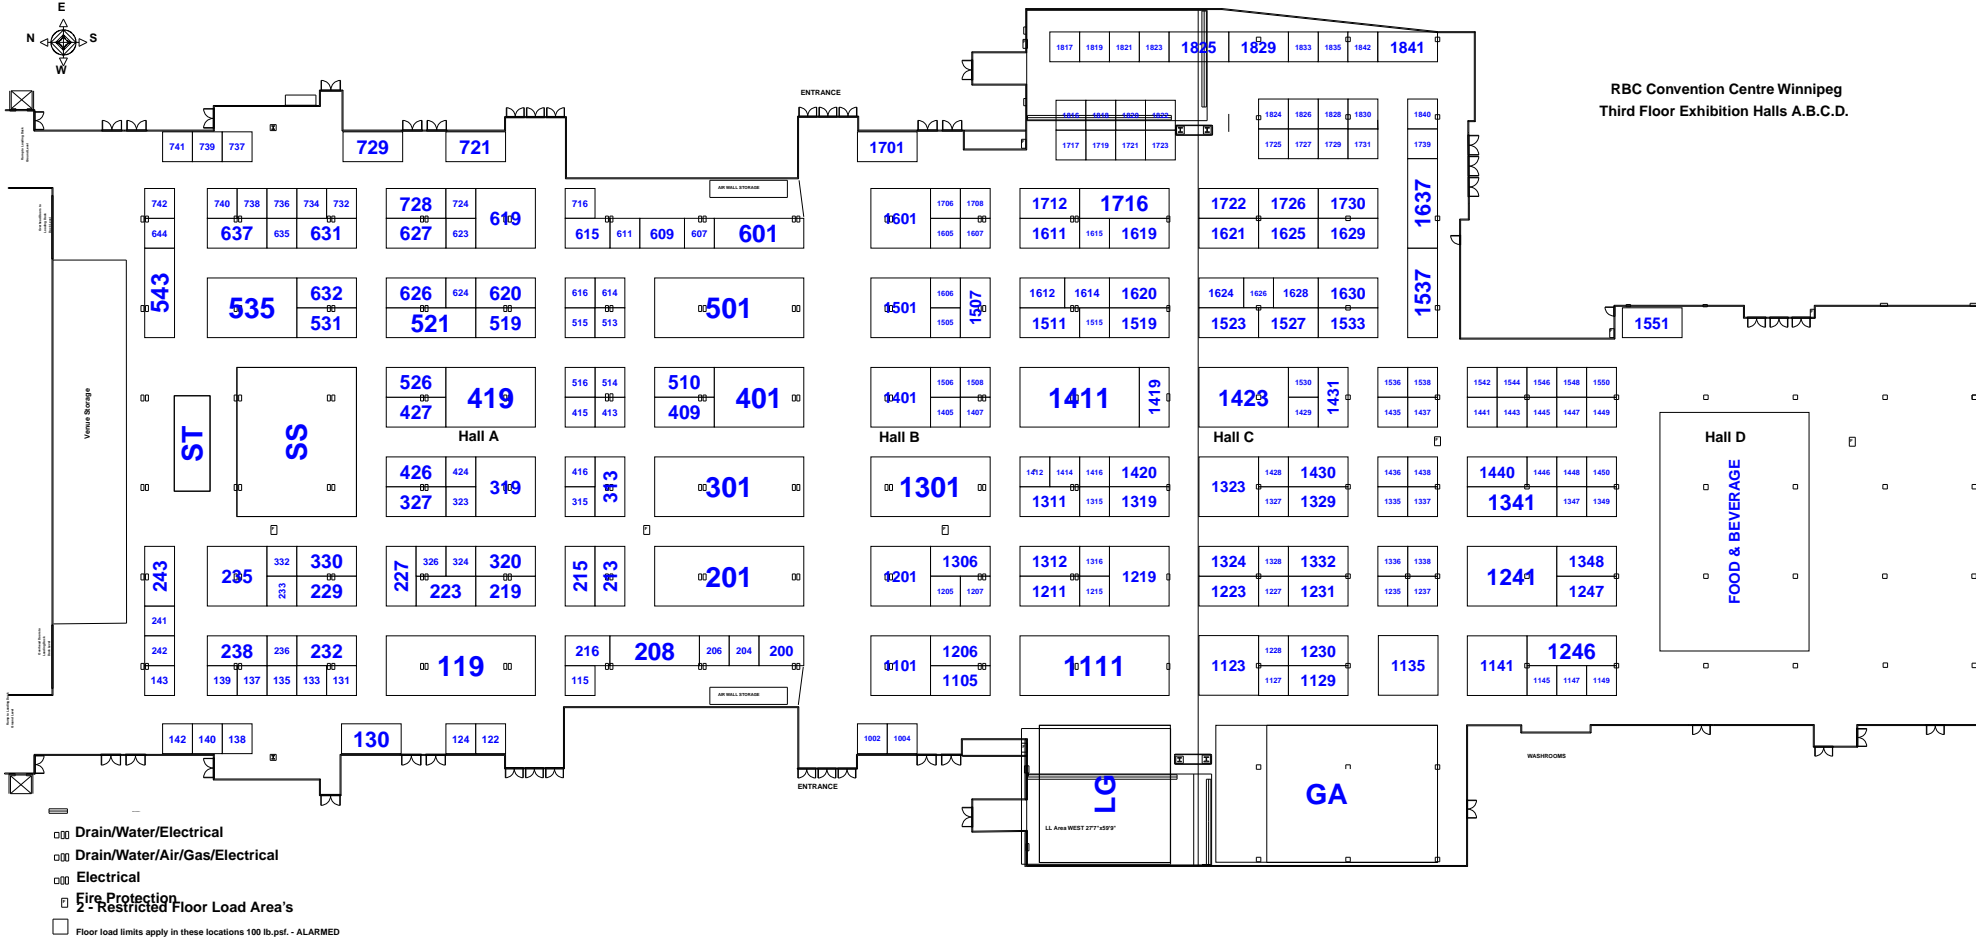 E
N S
W
RBC Convention Centre Winnipeg
Third Floor Exhibition Halls A.B.C.D.
ENTRANCE
1817 1819 1821 1823 1825 1829 1833 1835 1842 1841
1816 1818 1820 1822 1824 1826 1828 1830 1840
1717 1719 1721 1723 1725 1727 1729 1731 1739
741 739 737 729 721 1701
AIR WALL STORAGE
742 740 738 736 734 732 728 724 619 716 1601 1706 1708 1712 1716 1722 1726 1730 1637
644 637 635 631 627 623 615 611 609 607 601 1605 1607 1611 1615 1619 1621 1625 1629
543 535 632 626 624 620 616 614 501 1501 1606 1507 1612 1614 1620 1624 1626 1628 1630 1537
531 521 519 515 513 1505 1511 1515 1519 1523 1527 1533 1551
Venue Storage
ST SS
526 419 516 514 510 401 1401 1506 1508 1411 1419 1423 1530 1431 1536 1538 1542 1544 1546 1548 1550
427 415 413 409 1405 1407 1429 1435 1437 1441 1443 1445 1447 1449
Hall A Hall B Hall C Hall D
426 424 319 416 313 301 1301 1412 1414 1416 1420 1323 1428 1430 1436 1438 1440 1446 1448 1450
327 323 315 1311 1315 1319 1327 1329 1335 1337 1341 1347 1349
FOOD & BEVERAGE
243 235 332 330 227 326 324 320 215 213 201 1201 1306 1312 1316 1219 1324 1328 1332 1336 1338 1241 1348
233 229 223 219 1205 1207 1211 1215 1223 1227 1231 1235 1237 1247
241
242 238 236 232 119 216 208 206 204 200 1101 1206 1111 1123 1228 1230 1135 1141 1246
143 139 137 135 133 131 115 1105 1127 1129 1145 1147 1149
AIR WALL STORAGE
142 140 138 130 124 122 1002 1004
WASHROOMS
ENTRANCE
LG GA
LL Area WEST 27'7"x59'9"
Drain/Water/Electrical
Drain/Water/Air/Gas/Electrical
Electrical
Fire Protection
2 - Restricted Floor Load Area's
Floor load limits apply in these locations 100 lb.psf. - ALARMED